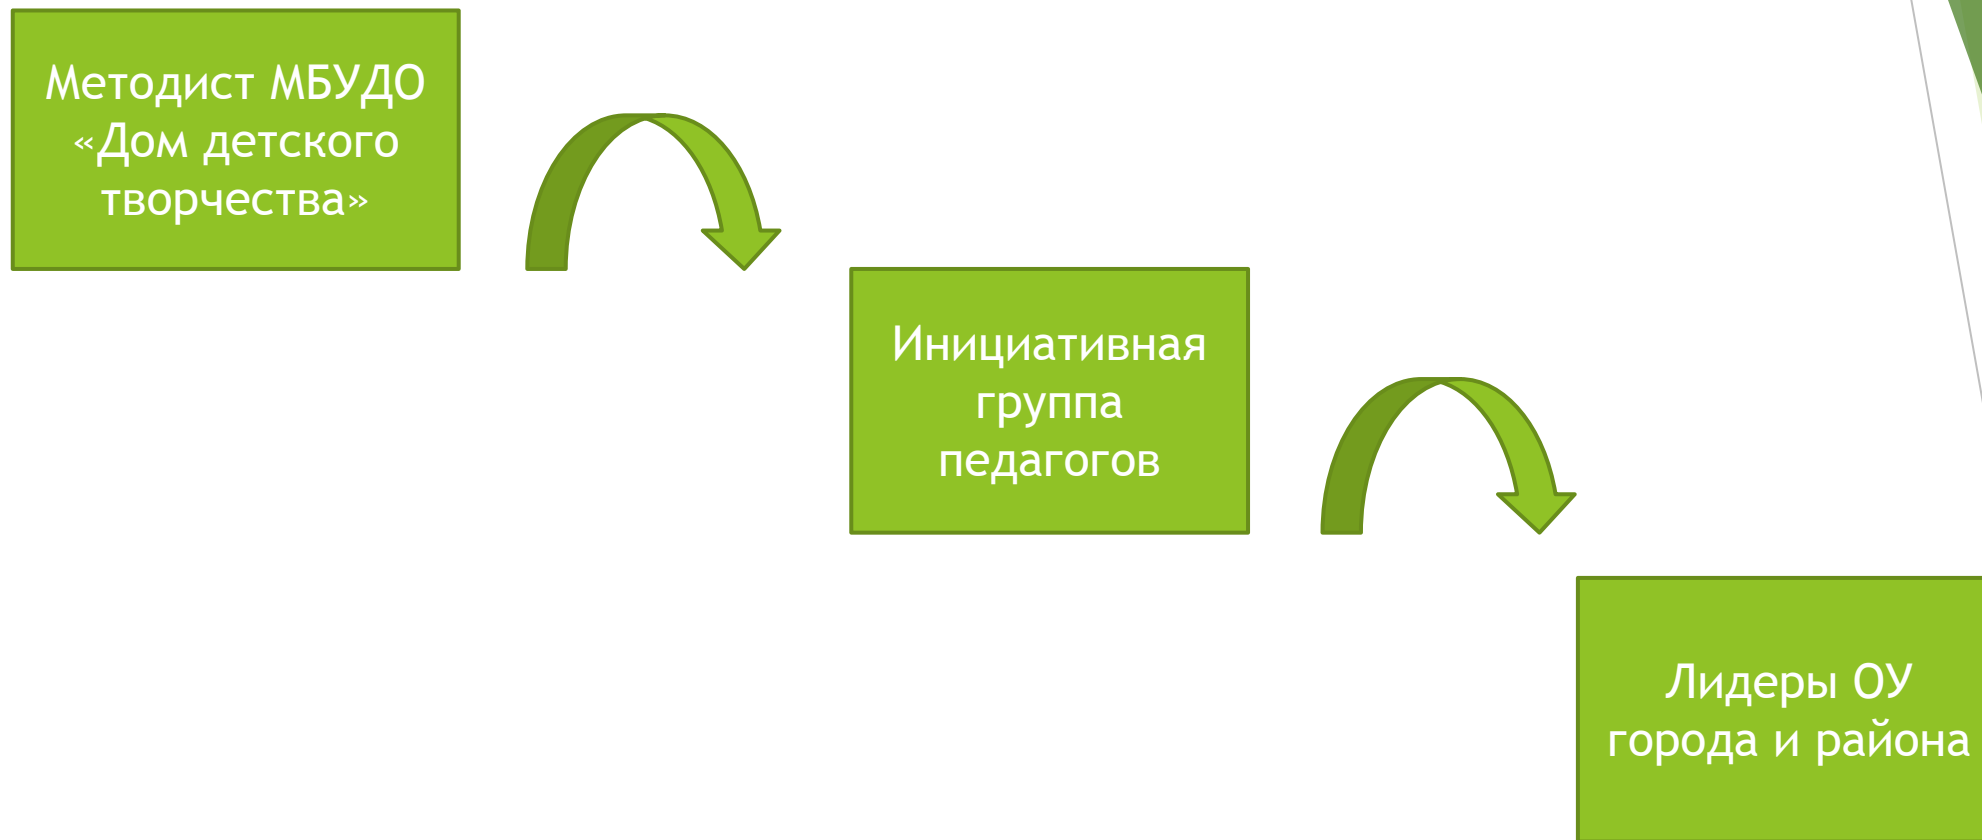 Методист МБУДО
«Дом детского
творчества»
Инициативная
группа
педагогов
Лидеры ОУ
города и района